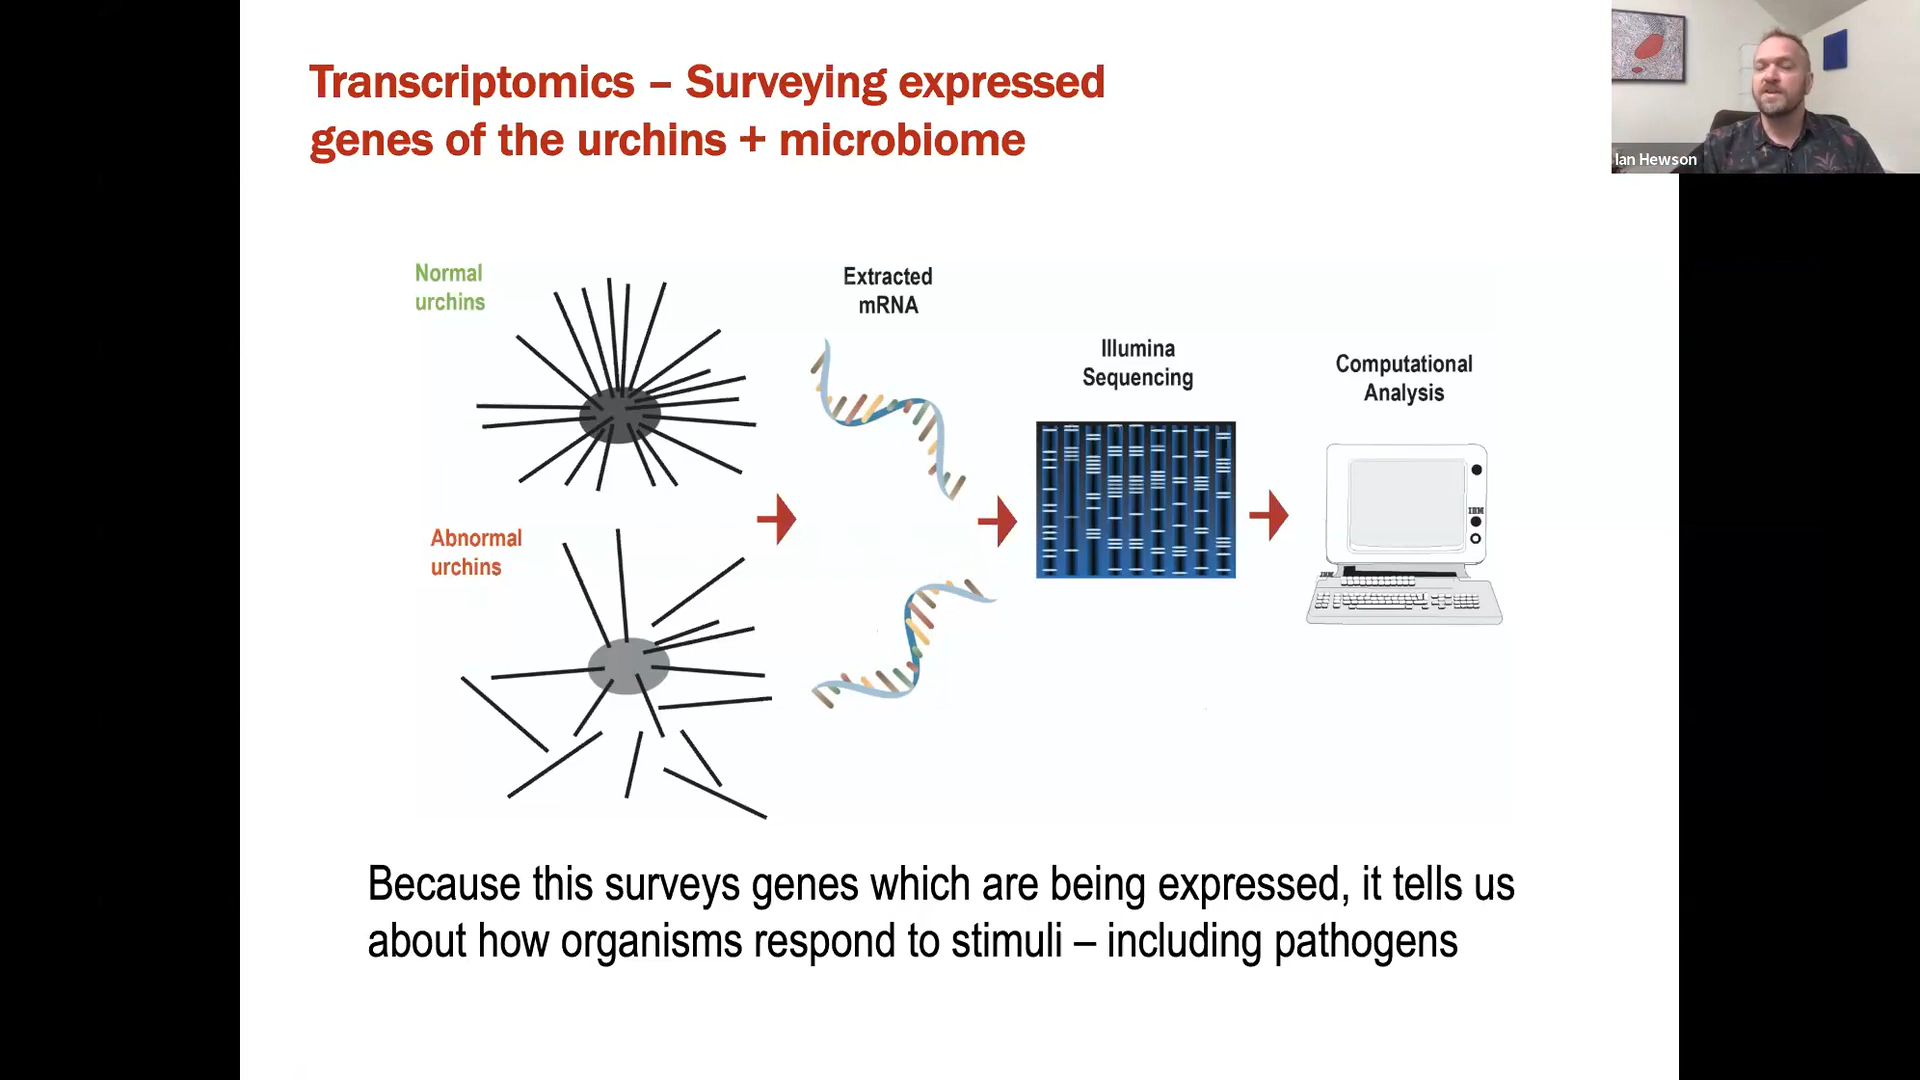 Transcriptomics – Surveying expressed
genes of the urchins + microbiome
Ian Hewson
Normal
urchins
Extracted
mRNA
Illumina
Sequencing
Computational
Analysis
IBM
IBM
Abnormal
urchins
Because this surveys genes which are being expressed, it tells us
about how organisms respond to stimuli – including pathogens